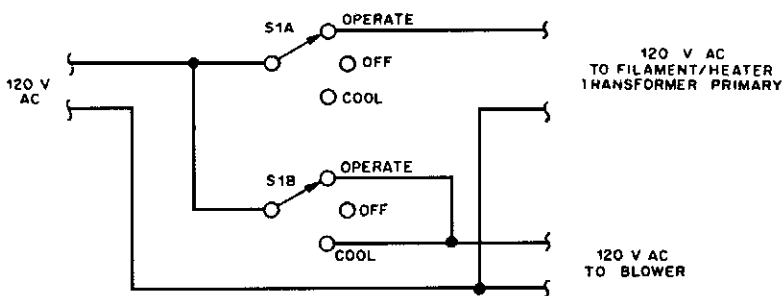 S1A
OPERATE
OFF
COOL
120 V
AC
120 V AC
TO FILAMENT/HEATER
TRANSFORMER PRIMARY
S1B
OPERATE
OFF
COOL
120 V AC
TO BLOWER